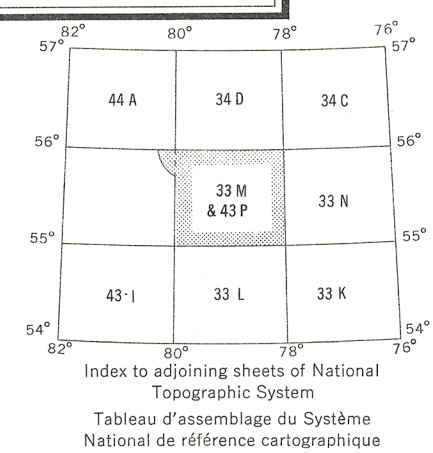 82° 80° 78° 76°
57° 57°
44 A 34 D 34 C
56° 56°
33 M
& 43 P 33 N
55° 55°
43-I 33 L 33 K
54° 54°
82° 80° 78° 76°
Index to adjoining sheets of National
Topographic System
Tableau d'assemblage du Système
National de référence cartographique